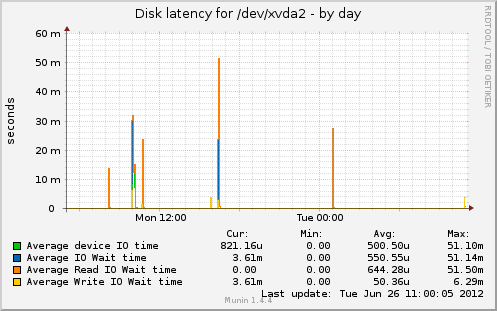 Disk latency for /dev/xvda2 - by day
RRDTOOL / TOBI OETIKER
seconds
60 m
50 m
40 m
30 m
20 m
10 m
0
Mon 12:00 Tue 00:00
Cur: Min: Avg: Max:
Average device IO time 821.16u 0.00 500.50u 51.10m
Average IO Wait time 3.61m 0.00 550.55u 51.14m
Average Read IO Wait time 0.00 0.00 644.28u 51.50m
Average Write IO Wait time 3.61m 0.00 50.36u 6.29m
Last update: Tue Jun 26 11:00:05 2012
Munin 1.4.4